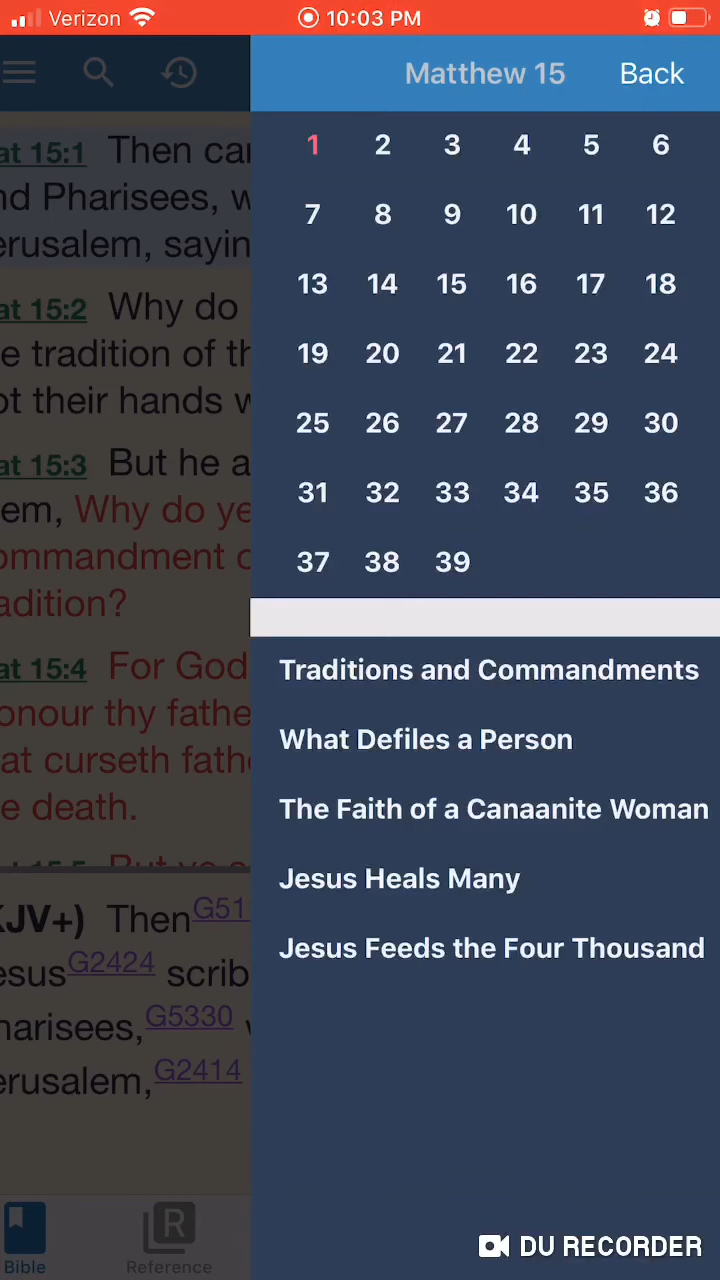 Verizon 10:03 PM
Matthew 15 Back
1 2 3 4 5 6
7 8 9 10 11 12
13 14 15 16 17 18
19 20 21 22 23 24
25 26 27 28 29 30
31 32 33 34 35 36
37 38 39
Traditions and Commandments
What Defiles a Person
The Faith of a Canaanite Woman
Jesus Heals Many
Jesus Feeds the Four Thousand
at 15:1 Then cam
nd Pharisees, w
erusalem, sayin
at 15:2 Why do
e tradition of th
ot their hands w
at 15:3 But he a
em, Why do ye
ommandment o
adition?
at 15:4 For God
onour thy fathe
at curseth fath
e death.
15:5 But ye s
KJV+) Then G51
esus G2424 scrib
harisees, G5330 w
erusalem, G2414
R
Bible Reference
DU RECORDER